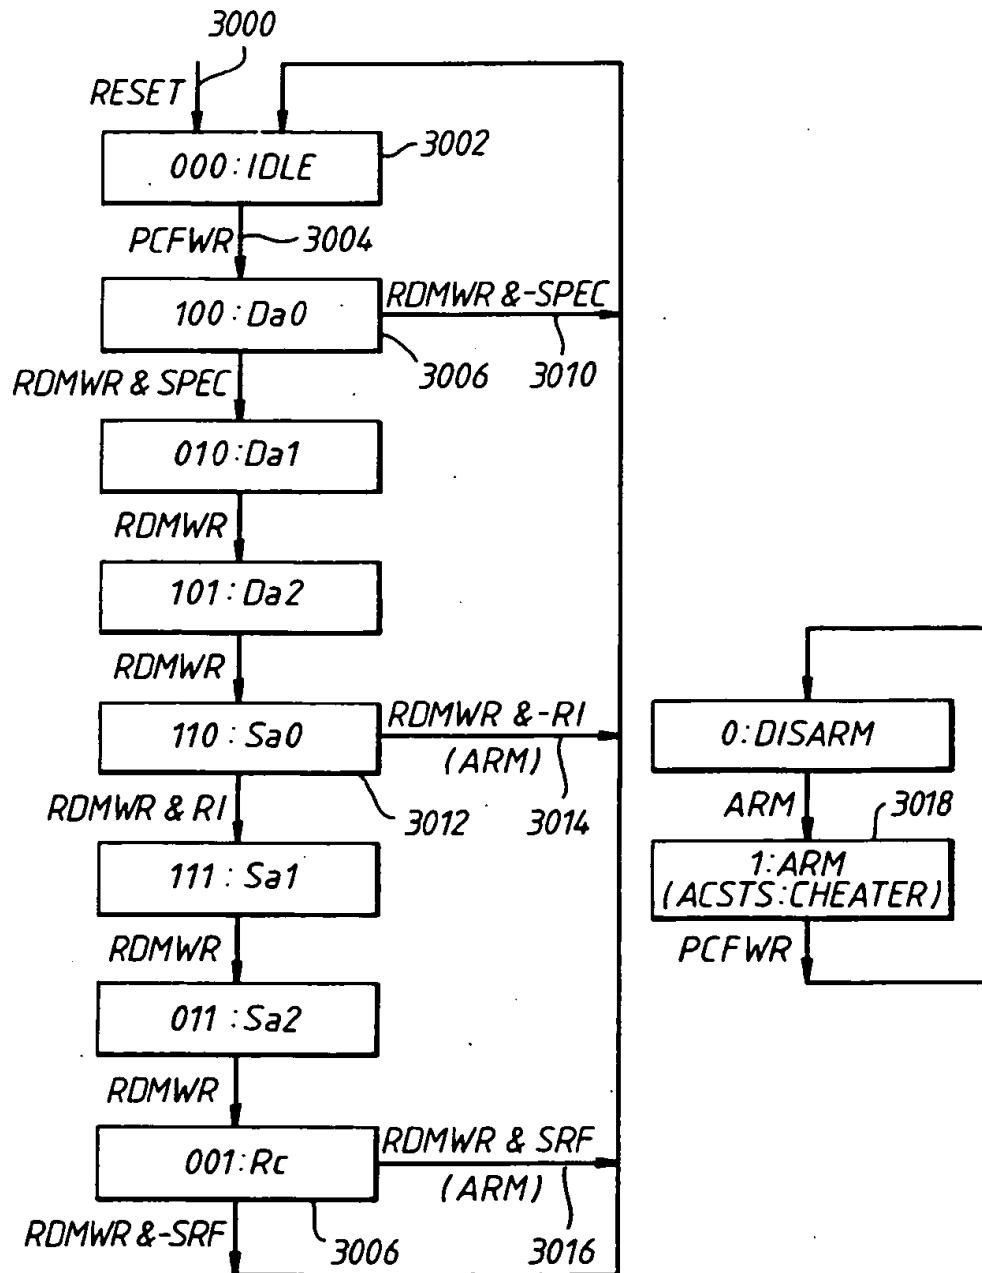 3000
RESET
000:IDLE
3002
PCFWR
3004
100:Da0
RDMWR &-SPEC
3006
3010
RDMWR & SPEC
010:Da1
RDMWR
101:Da2
RDMWR
110:Sa0
RDMWR &-RI
(ARM)
3012
3014
RDMWR & RI
111:Sa1
RDMWR
011:Sa2
RDMWR
001:Rc
RDMWR & SRF
(ARM)
3006
3016
RDMWR &-SRF
0:DISARM
ARM
3018
1:ARM
(ACSTS:CHEATER)
PCFWR